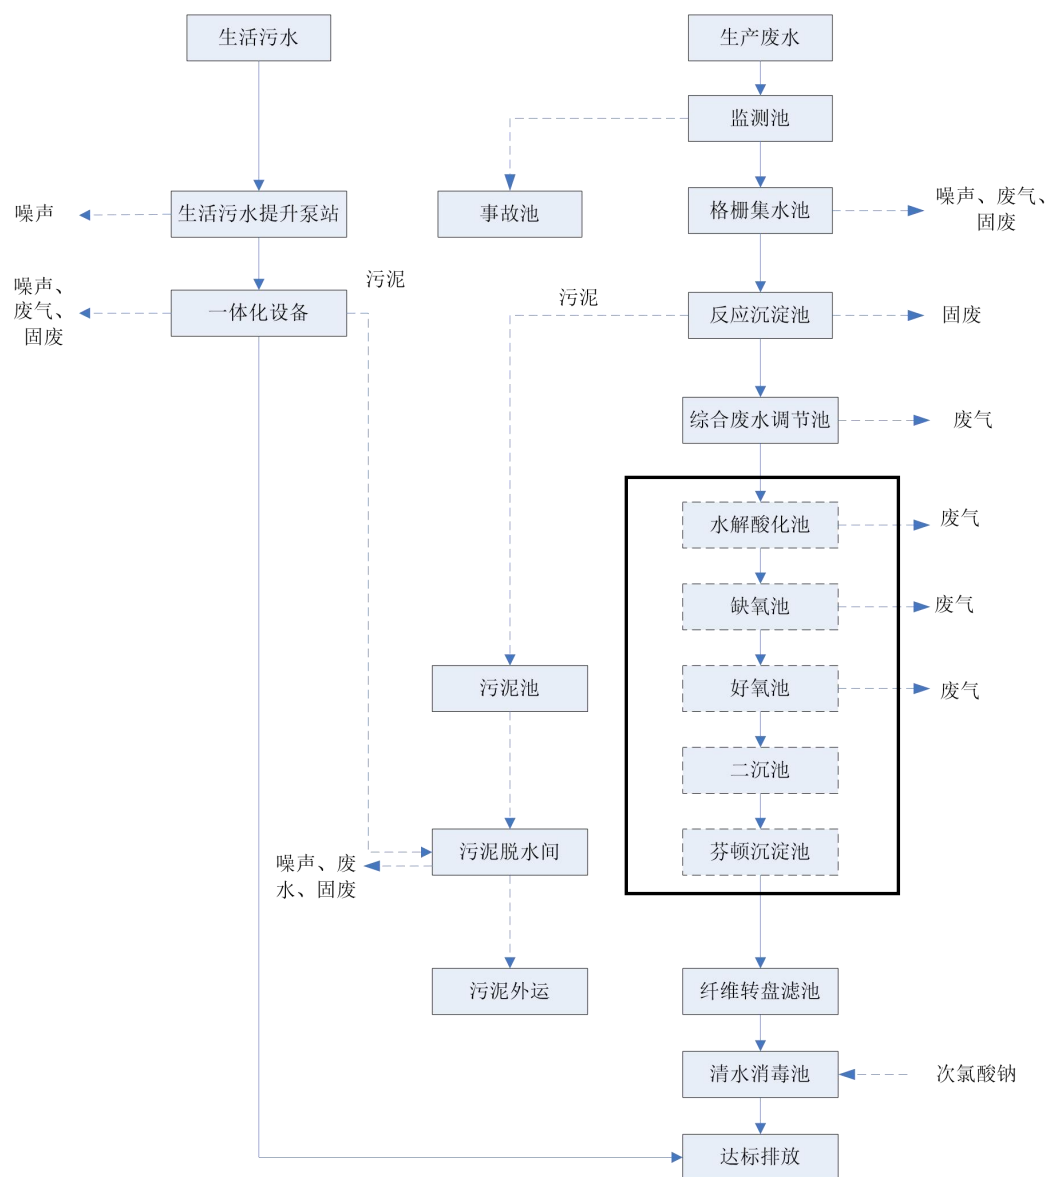 生活污水
生产废水
监测池
噪声
生活污水提升泵站
事故池
格栅集水池
噪声、废气、
固废
噪声、
废气、
固废
一体化设备
污泥
污泥
反应沉淀池
固废
综合废水调节池
废气
水解酸化池
废气
缺氧池
废气
污泥池
好氧池
废气
二沉池
噪声、废
水、固废
污泥脱水间
芬顿沉淀池
污泥外运
纤维转盘滤池
清水消毒池
次氯酸钠
达标排放